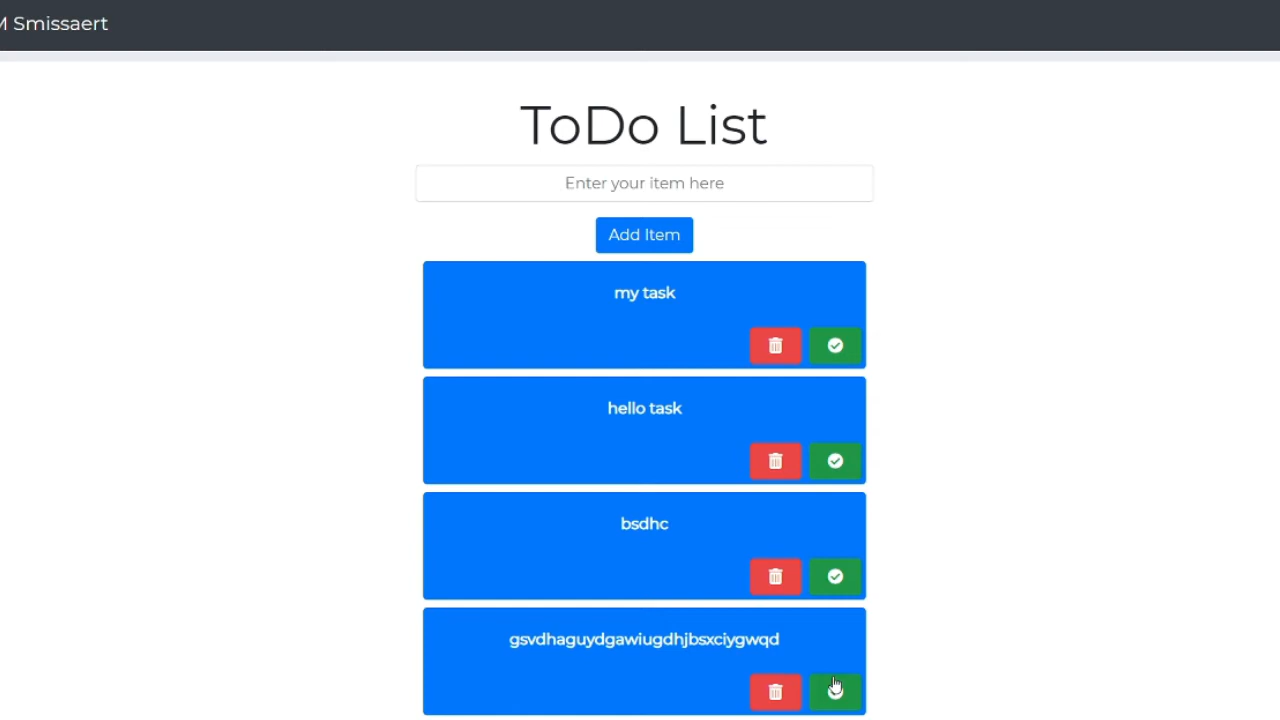 M Smissaert
ToDo List
Enter your item here
Add Item
my task
hello task
bsdhc
gsvdhaguydgawiugdhjbsxciygwqd